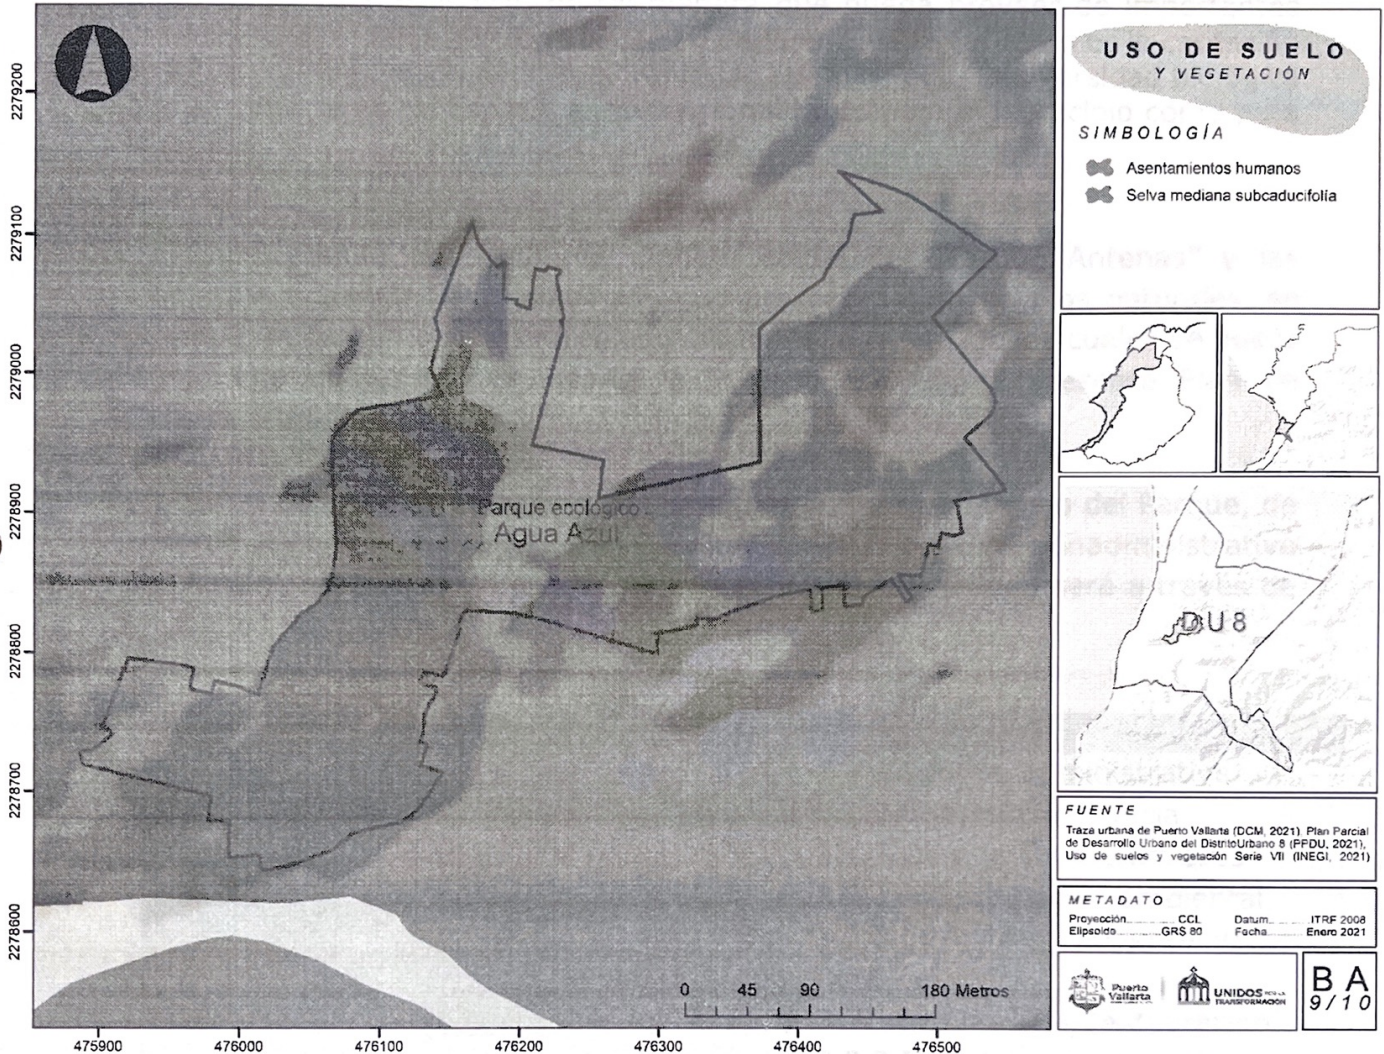 USO DE SUELO
Y VEGETACIÓN
SIMBOLOGÍA
Asentamientos humanos
Selva mediana subcaducifolia
2279200
2279100
2279000
2278900
2278800
2278700
2278600
Parque ecológico
Agua Azul
0 45 90 180 Metros
475900 476000 476100 476200 476300 476400 476500
DU8
FUENTE
Traza urbana de Puerto Vallarta (DCM, 2021). Plan Parcial
de Desarrollo Urbano del DistritoUrbano 8 (PPDU, 2021),
Uso de suelos y vegetación Serie VII (INEGI, 2021)
METADATO
Proyección CCL Datum ITRF 2008
Elipsoide GRS 80 Fecha Enero 2021
Puerto
Vallarta
UNIDOS POR LA
TRANSFORMACIÓN
BA
9/10